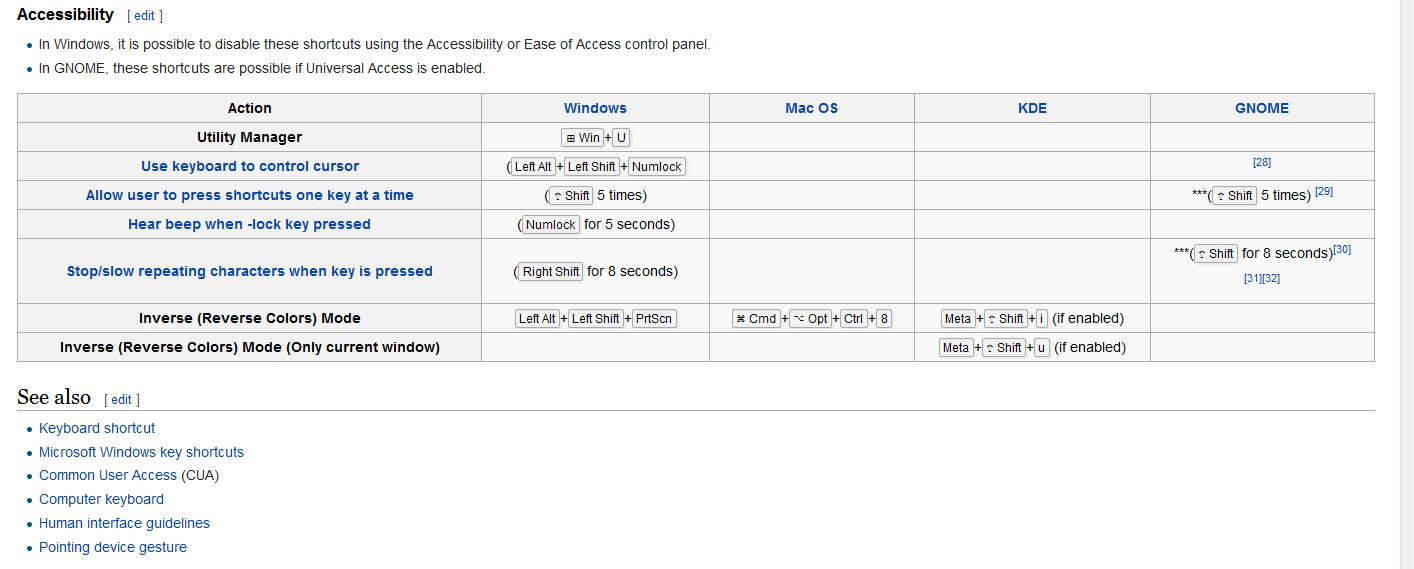 Accessibility [ edit ]
• In Windows, it is possible to disable these shortcuts using the Accessibility or Ease of Access control panel.
• In GNOME, these shortcuts are possible if Universal Access is enabled.
Action Windows Mac OS KDE GNOME
Utility Manager ⊞ Win + U
Use keyboard to control cursor (Left Alt + Left Shift + Numlock [28]
Allow user to press shortcuts one key at a time (⇧ Shift 5 times) ***(⇧ Shift 5 times) [29]
Hear beep when -lock key pressed (Numlock for 5 seconds)
Stop/slow repeating characters when key is pressed (Right Shift for 8 seconds) ***(⇧ Shift for 8 seconds)[30]
[31][32]
Inverse (Reverse Colors) Mode Left Alt + Left Shift + PrtScn ⌘ Cmd + ⌥ Opt + Ctrl + 8 Meta + ⇧ Shift + i (if enabled)
Inverse (Reverse Colors) Mode (Only current window) Meta + ⇧ Shift + u (if enabled)
See also [ edit ]
• Keyboard shortcut
• Microsoft Windows key shortcuts
• Common User Access (CUA)
• Computer keyboard
• Human interface guidelines
• Pointing device gesture